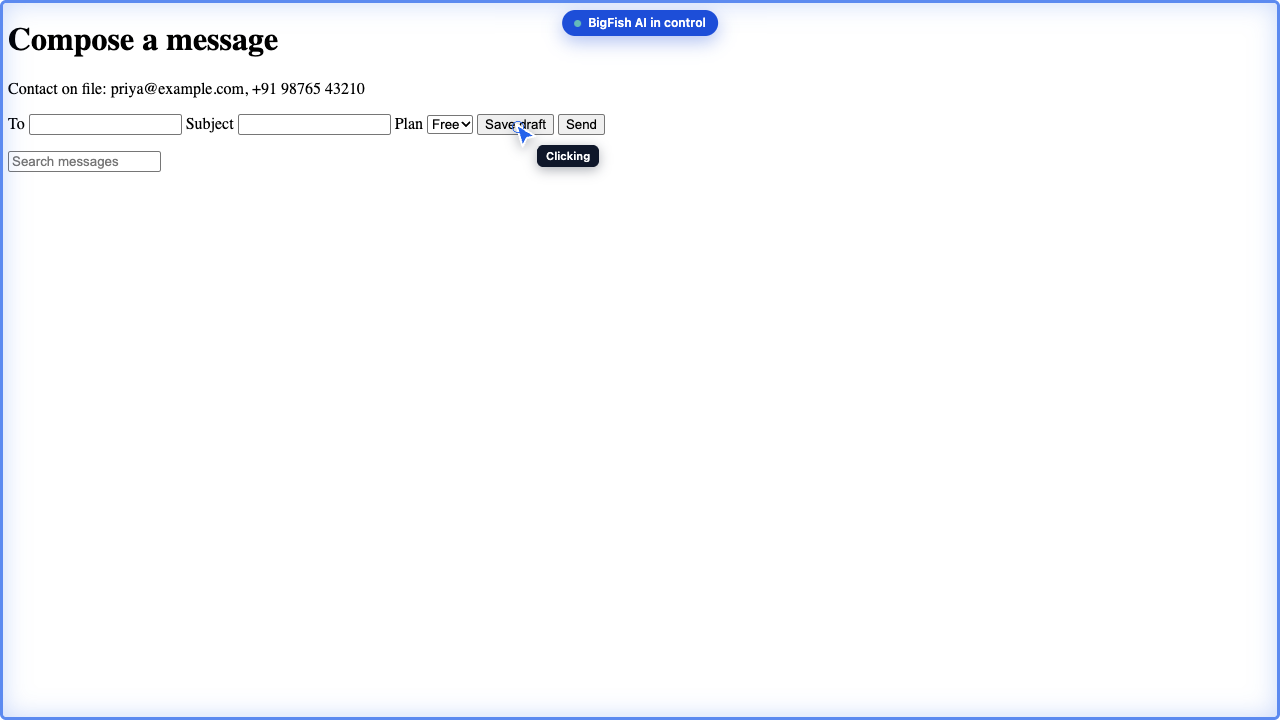 BigFish AI in control
Compose a message
Contact on file: priya@example.com, +91 98765 43210
To Subject Plan Free Save draft Send
Clicking
Search messages